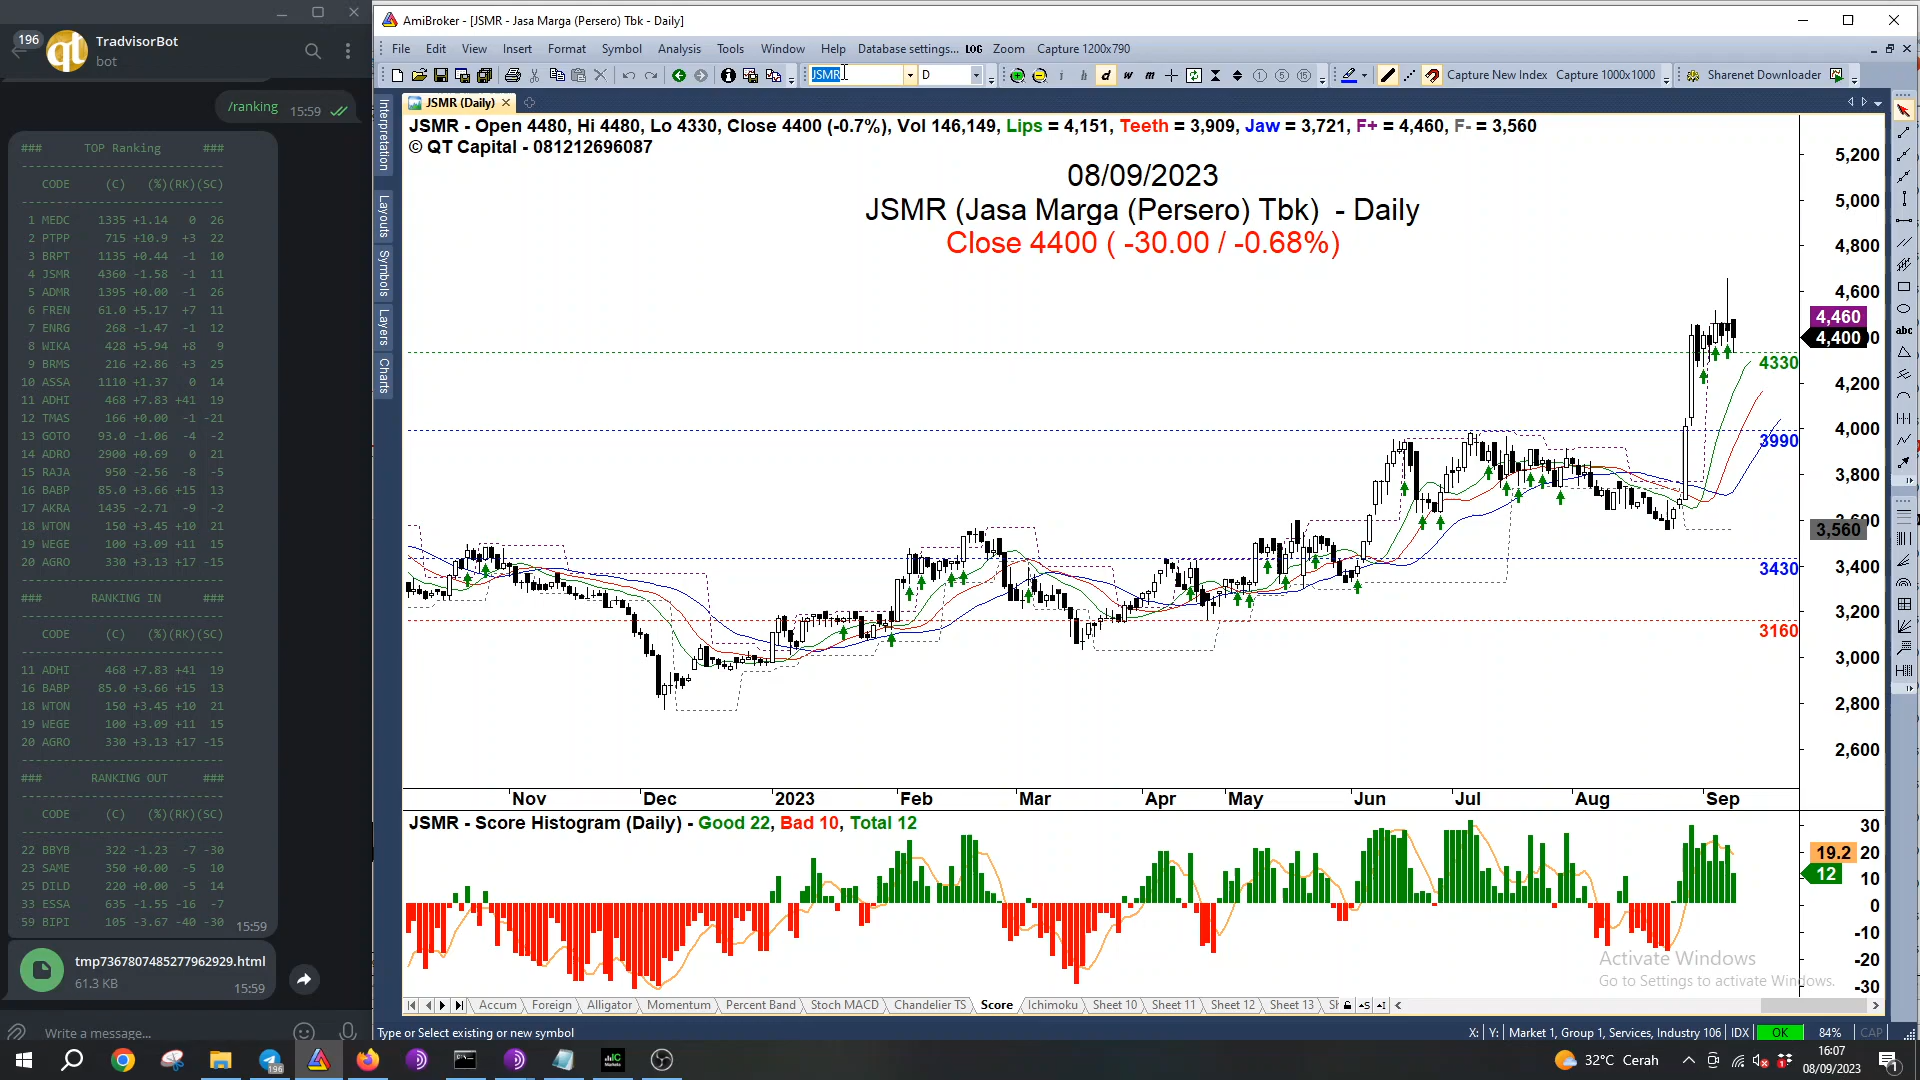 196
TradvisorBot
bot
/ranking 15:59
### TOP Ranking ###
CODE (C) (%)(RK)(SC)
1 MEDC 1335 +1.14 0 26
2 PTPP 715 +10.9 +3 22
3 BRPT 1135 +0.44 -1 10
4 JSMR 4360 -1.58 -1 11
5 ADMR 1395 +0.00 -1 26
6 FREN 61.0 +5.17 +7 11
7 ENRG 268 -1.47 -1 12
8 WIKA 428 +5.94 +8 9
9 BRMS 216 +2.86 +3 25
10 ASSA 1110 +1.37 0 14
11 ADHI 468 +7.83 +41 19
12 TMAS 166 +0.00 -1 -21
13 GOTO 93.0 -1.06 -4 -2
14 ADRO 2900 +0.69 0 21
15 RAJA 950 -2.56 -8 -5
16 BABP 85.0 +3.66 +15 13
17 AKRA 1435 -2.71 -9 -2
18 WTON 150 +3.45 +10 21
19 WEGE 100 +3.09 +11 15
20 AGRO 330 +3.13 +17 -15
### RANKING IN ###
CODE (C) (%)(RK)(SC)
11 ADHI 468 +7.83 +41 19
16 BABP 85.0 +3.66 +15 13
18 WTON 150 +3.45 +10 21
19 WEGE 100 +3.09 +11 15
20 AGRO 330 +3.13 +17 -15
### RANKING OUT ###
CODE (C) (%)(RK)(SC)
22 BBYB 322 -1.23 -7 -30
23 SAME 350 +0.00 -5 10
25 DILD 220 +0.00 -5 14
33 ESSA 635 -1.55 -16 -7
59 BIPI 105 -3.67 -40 -30
15:59
tmp7367807485277962929.html
61.3 KB
15:59
Write a message...
AmiBroker - [JSMR - Jasa Marga (Persero) Tbk - Daily]
File Edit View Insert Format Symbol Analysis Tools Window Help Database settings... LOG Zoom Capture 1200x790
JSMR D d w m Capture New Index Capture 1000x1000 Sharenet Downloader
JSMR (Daily)
Interpretation
Layouts
Symbols
Layers
Charts
JSMR - Open 4480, Hi 4480, Lo 4330, Close 4400 (-0.7%), Vol 146,149, Lips = 4,151, Teeth = 3,909, Jaw = 3,721, F+ = 4,460, F- = 3,560
© QT Capital - 081212696087
08/09/2023
JSMR (Jasa Marga (Persero) Tbk) - Daily
Close 4400 ( -30.00 / -0.68%)
5,200
5,000
4,800
4,600
4,460
4,400
4330
4,200
4,000
3990
3,800
3,560
3430
3,400
3,200
3160
3,000
2,800
2,600
Nov Dec 2023 Feb Mar Apr May Jun Jul Aug Sep
JSMR - Score Histogram (Daily) - Good 22, Bad 10, Total 12
30
19.2
20
12
10
0
-10
-20
-30
Activate Windows
Go to Settings to activate Windows.
Accum Foreign Alligator Momentum Percent Band Stoch MACD Chandelier TS Score Ichimoku Sheet 10 Sheet 11 Sheet 12 Sheet 13
Type or Select existing or new symbol
X: Y: Market 1, Group 1, Services, Industry 106 IDX OK 84% CAP
196
32°C Cerah
16:07
08/09/2023
abc